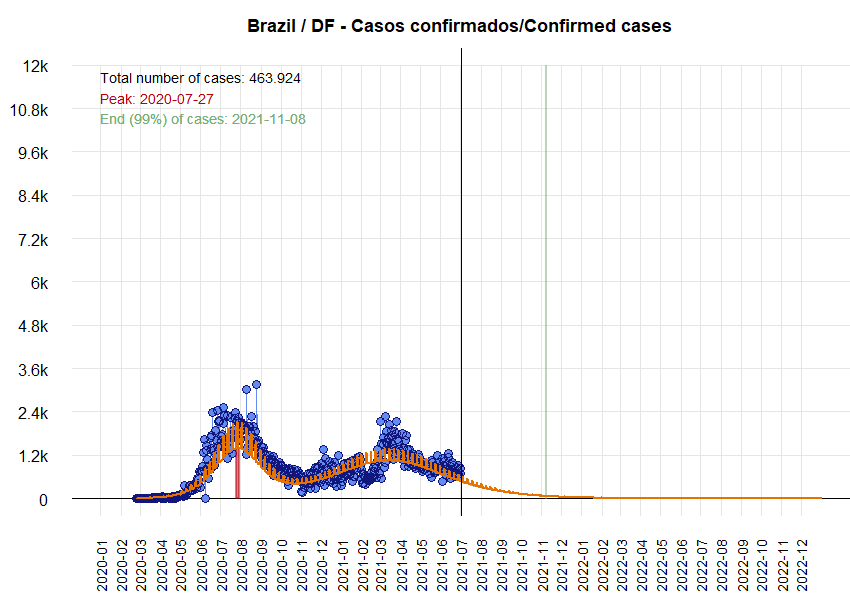 Brazil / DF - Casos confirmados/Confirmed cases
12k
Total number of cases: 463.924
Peak: 2020-07-27
10.8k
End (99%) of cases: 2021-11-08
9.6k
8.4k
7.2k
6k
4.8k
3.6k
2.4k
1.2k
0
2020-01
2020-02
2020-03
2020-04
2020-05
2020-06
2020-07
2020-08
2020-09
2020-10
2020-11
2020-12
2021-01
2021-02
2021-03
2021-04
2021-05
2021-06
2021-07
2021-08
2021-09
2021-10
2021-11
2021-12
2022-01
2022-02
2022-03
2022-04
2022-05
2022-06
2022-07
2022-08
2022-09
2022-10
2022-11
2022-12